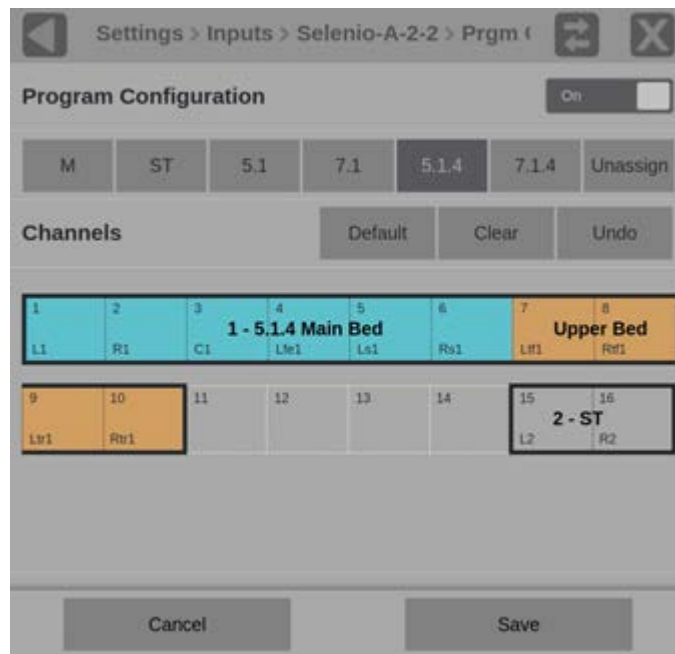 Settings > Inputs > Selenio-A-2-2 > Prgm
Program Configuration On
M ST 5.1 7.1 5.1.4 7.1.4 Unassign
Channels Default Clear Undo
1 2 3 4 5 6 7 8
1 - 5.1.4 Main Bed Upper Bed
L1 R1 C1 Lfe1 Ls1 Rs1 Ltf1 Rtf1
9 10 11 12 13 14 15 16
2 - ST
Ltr1 Rtr1 L2 R2
Cancel Save